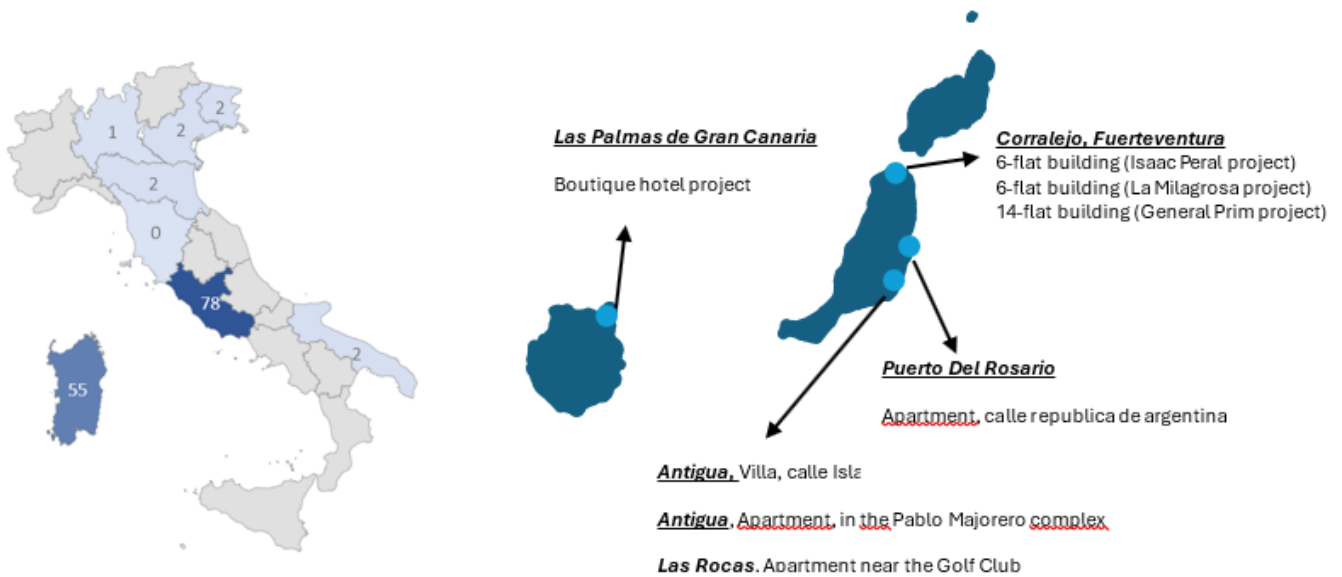 2
1
2
2
0
78
2
55
Las Palmas de Gran Canaria
Boutique hotel project
Corralejo, Fuerteventura
6-flat building (Isaac Peral project)
6-flat building (La Milagrosa project)
14-flat building (General Prim project)
Puerto Del Rosario
Apartment, calle republica de argentina
Antigua, Villa, calle Isla
Antigua, Apartment, in the Pablo Majorero complex
Las Rocas. Apartment near the Golf Club